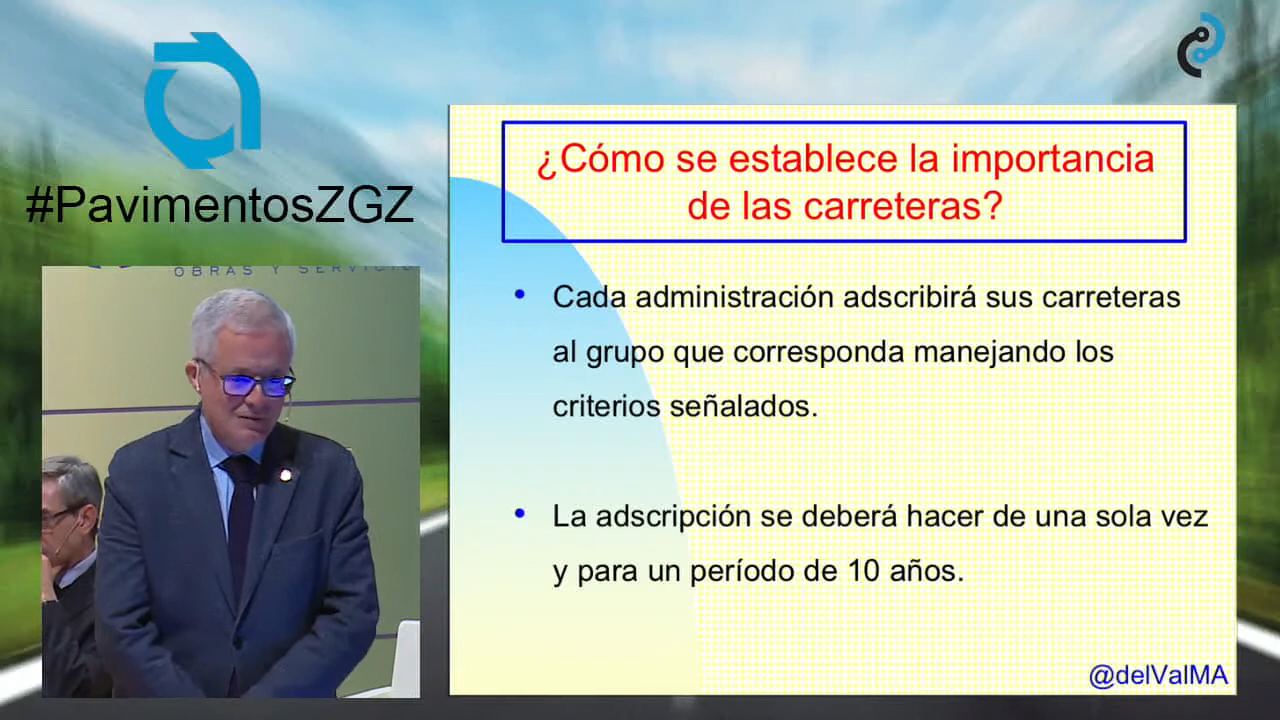 #PavimentosZGZ
OBRAS Y SERVICIO
¿Cómo se establece la importancia
de las carreteras?
• Cada administración adscribirá sus carreteras
al grupo que corresponda manejando los
criterios señalados.
• La adscripción se deberá hacer de una sola vez
y para un período de 10 años.
@delValMA